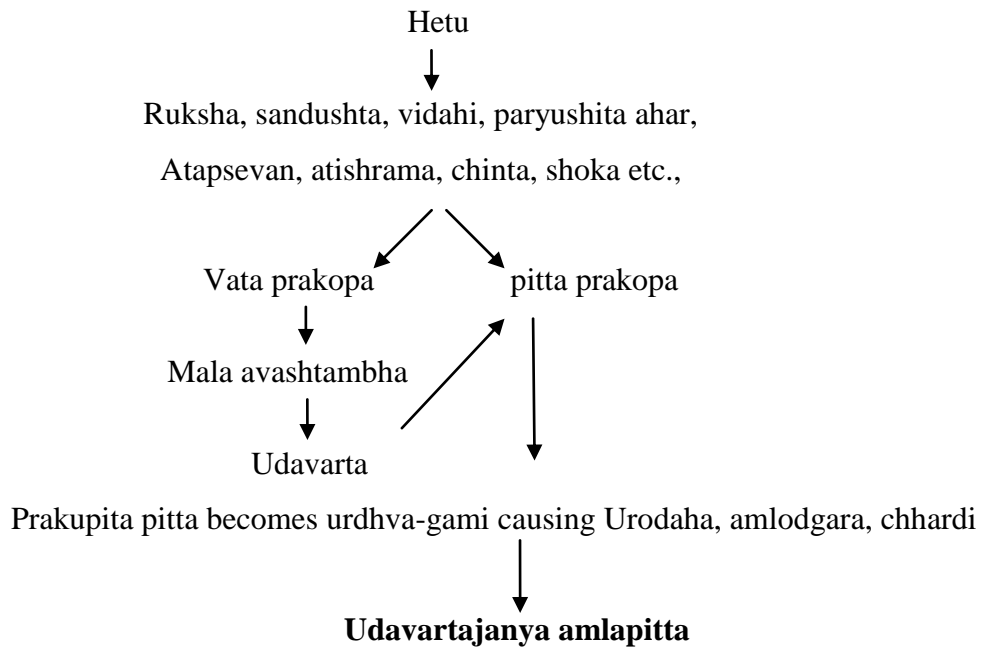 Hetu
Ruksha, sandushta, vidahi, paryushita ahar,
Atapsevan, atishrama, chinta, shoka etc.,
Vata prakopa
pitta prakopa
Mala avashtambha
Udavarta
Prakupita pitta becomes urdhva-gami causing Urodaha, amlodgara, chhardi
Udavartajanya amlapitta